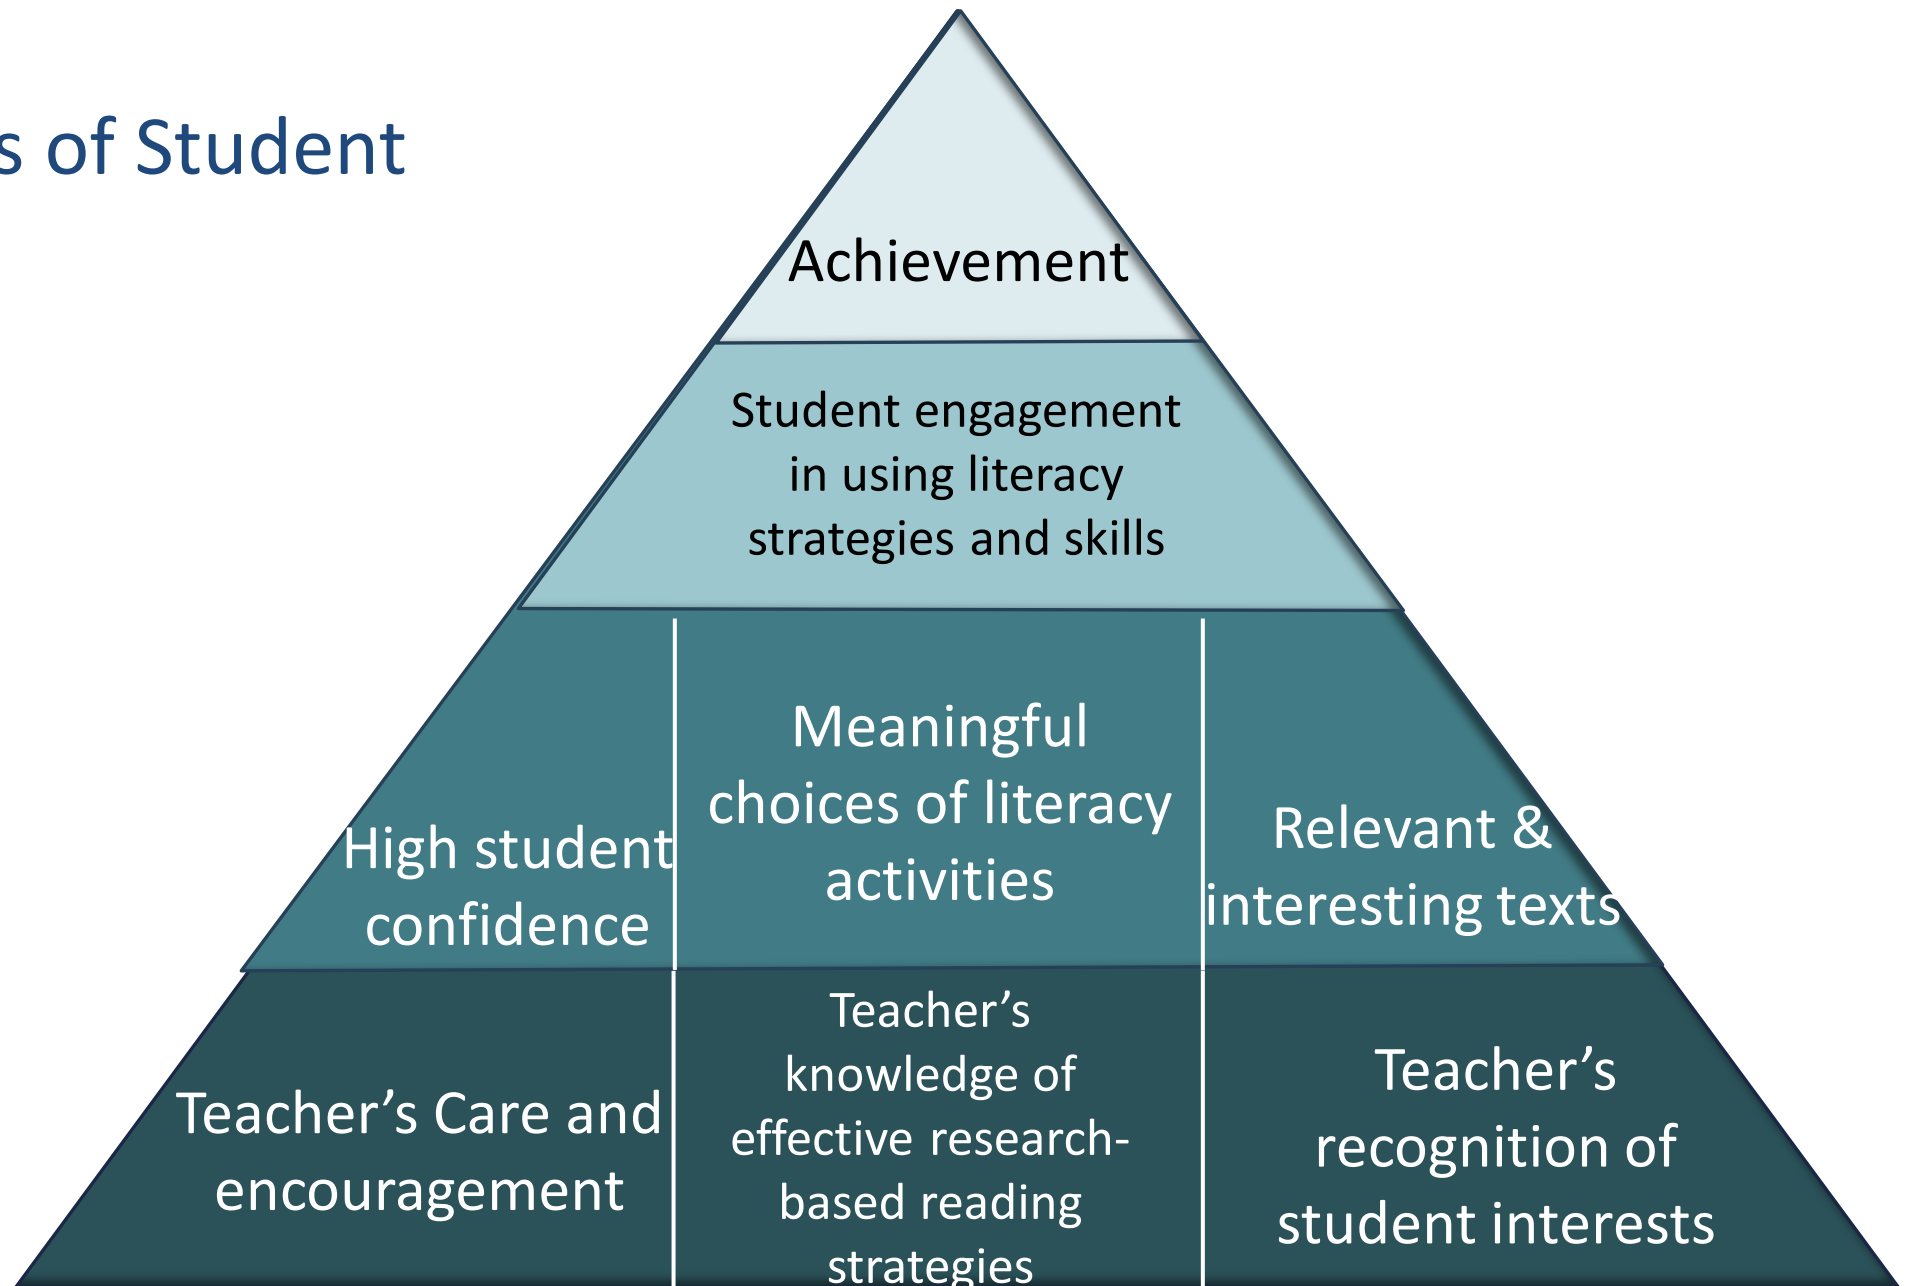 s of Student
Achievement
Student engagement
in using literacy
strategies and skills
High student
confidence
Meaningful
choices of literacy
activities
Relevant &
interesting texts
Teacher’s Care and
encouragement
Teacher’s
knowledge of
effective research-
based reading
strategies
Teacher’s
recognition of
student interests